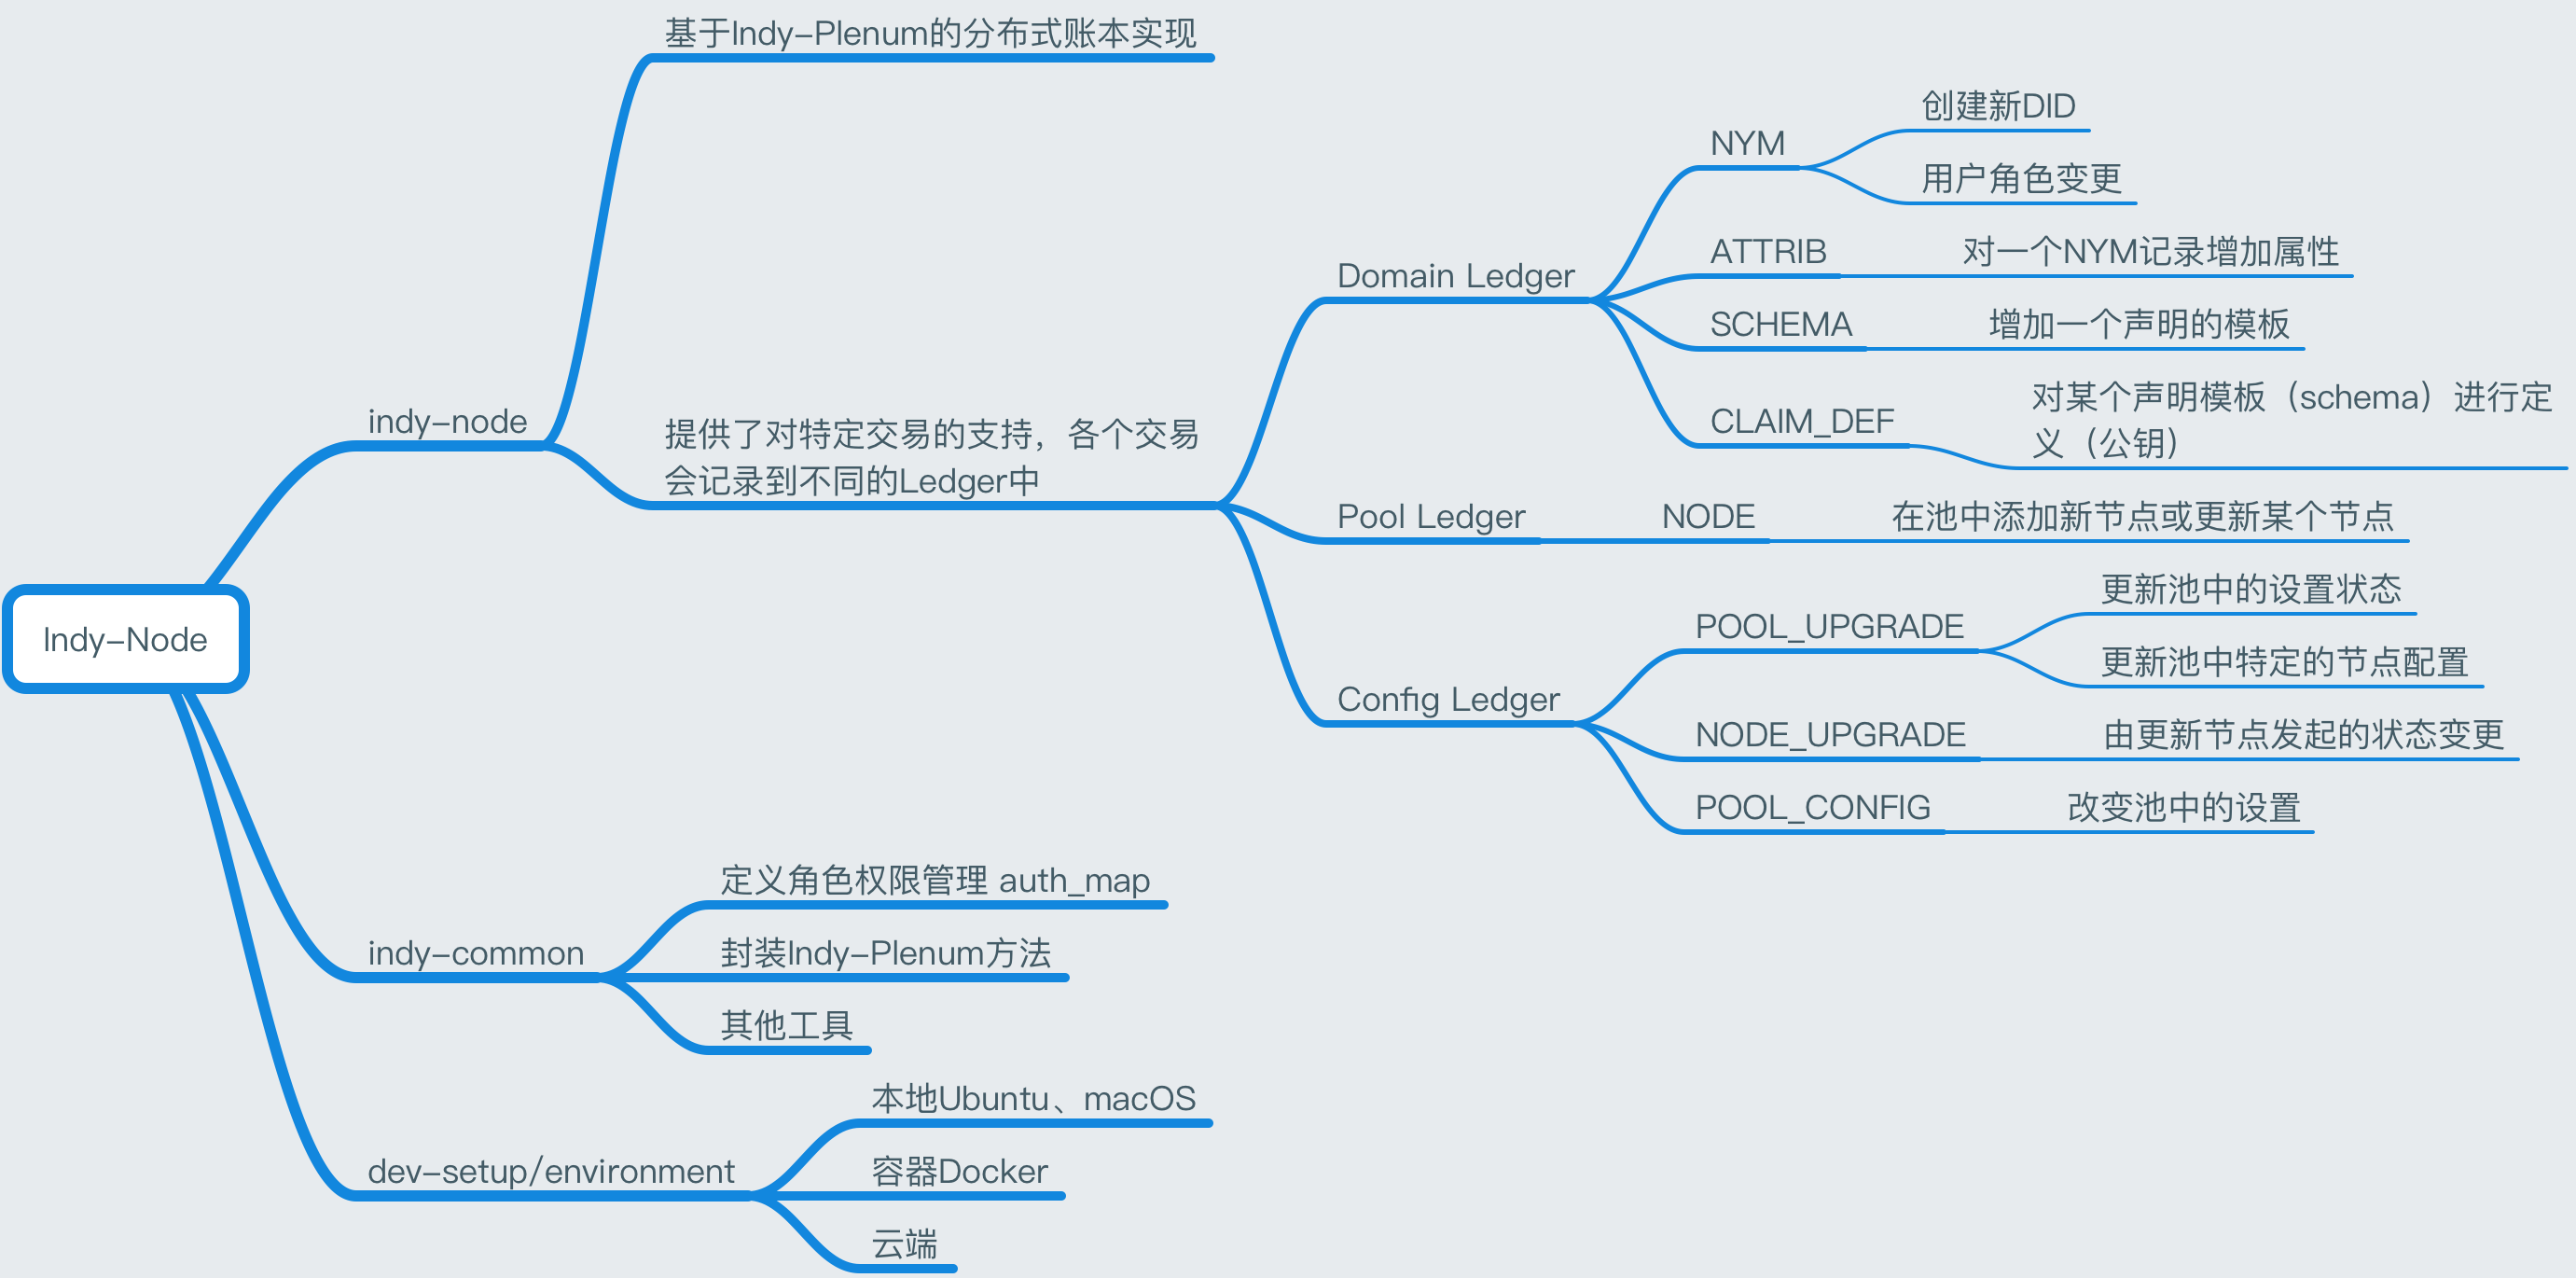 Indy-Node
indy-node
基于Indy-Plenum的分布式账本实现
提供了对特定交易的支持，各个交易
会记录到不同的Ledger中
Domain Ledger
NYM
创建新DID
用户角色变更
ATTRIB
对一个NYM记录增加属性
SCHEMA
增加一个声明的模板
CLAIM_DEF
对某个声明模板（schema）进行定
义（公钥）
Pool Ledger
NODE
在池中添加新节点或更新某个节点
Config Ledger
POOL_UPGRADE
更新池中的设置状态
更新池中特定的节点配置
NODE_UPGRADE
由更新节点发起的状态变更
POOL_CONFIG
改变池中的设置
indy-common
定义角色权限管理 auth_map
封装Indy-Plenum方法
其他工具
dev-setup/environment
本地Ubuntu、macOS
容器Docker
云端